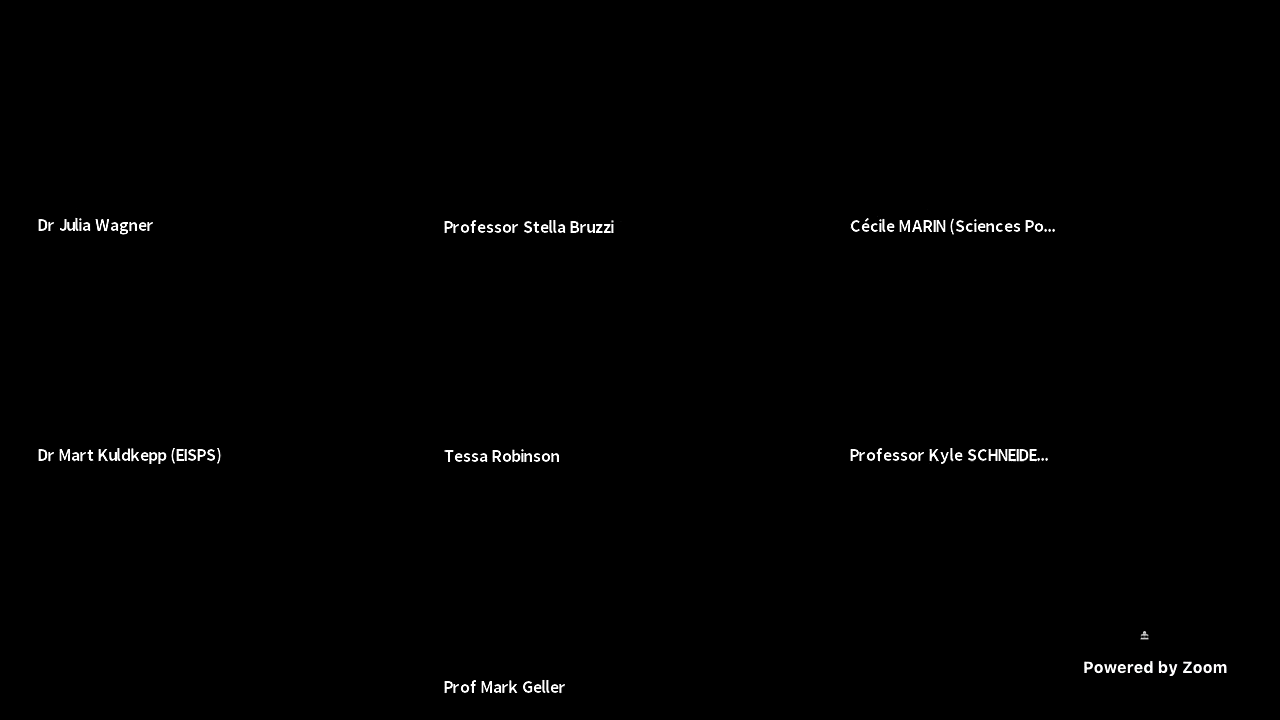 Dr Julia Wagner
Professor Stella Bruzzi
Cécile MARIN (Sciences Po...
Dr Mart Kuldkepp (EISPS)
Tessa Robinson
Professor Kyle SCHNEIDE...
Prof Mark Geller
Powered by Zoom